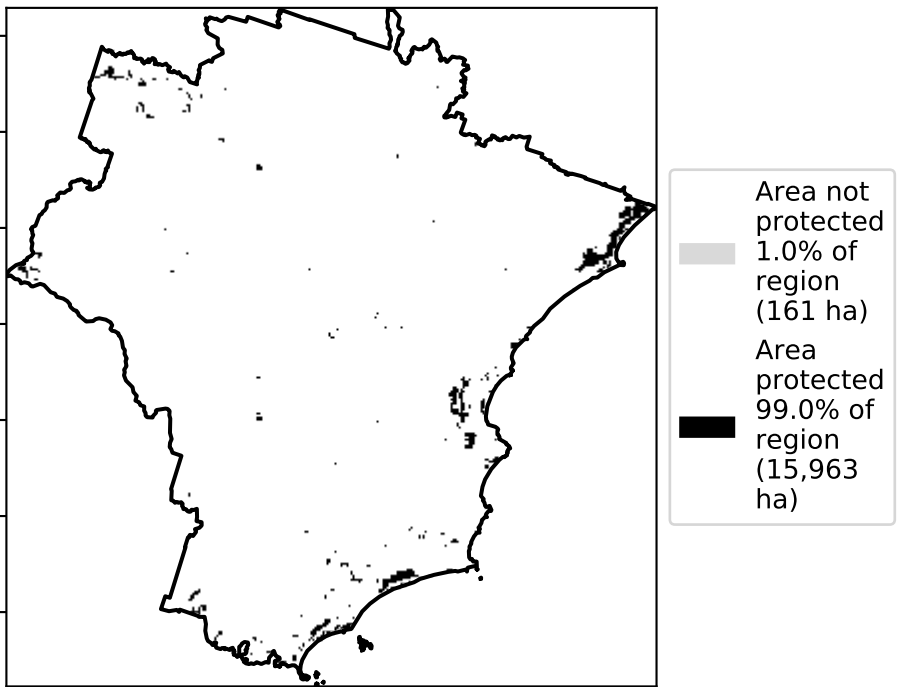 Area not
protected
1.0% of
region
(161 ha)
Area
protected
99.0% of
region
(15,963
ha)